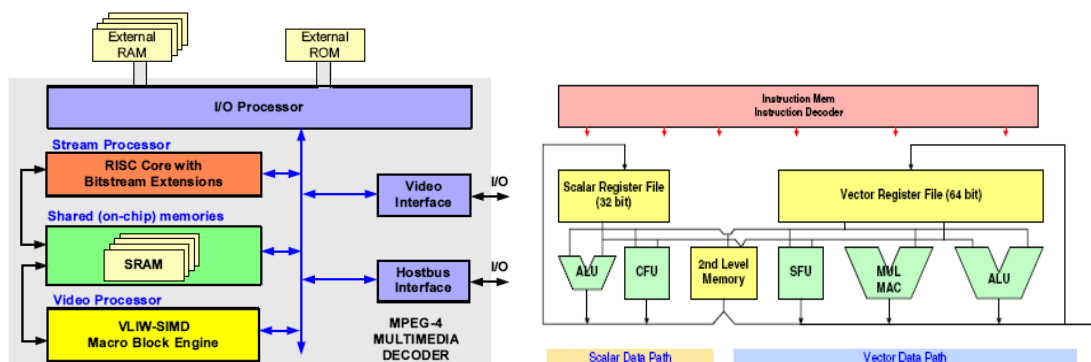 External
RAM
External
ROM
I/O Processor
Stream Processor
RISC Core with
Bitstream Extensions
Shared (on-chip) memories
SRAM
Video Processor
VLIW-SIMD
Macro Block Engine
Video
Interface
I/O
Hostbus
Interface
I/O
MPEG-4
MULTIMEDIA
DECODER
Instruction Mem
Instruction Decoder
Scalar Register File
(32 bit)
Vector Register File (64 bit)
ALU
CFU
2nd Level
Memory
SFU
MUL
MAC
ALU
Scalar Data Path
Vector Data Path